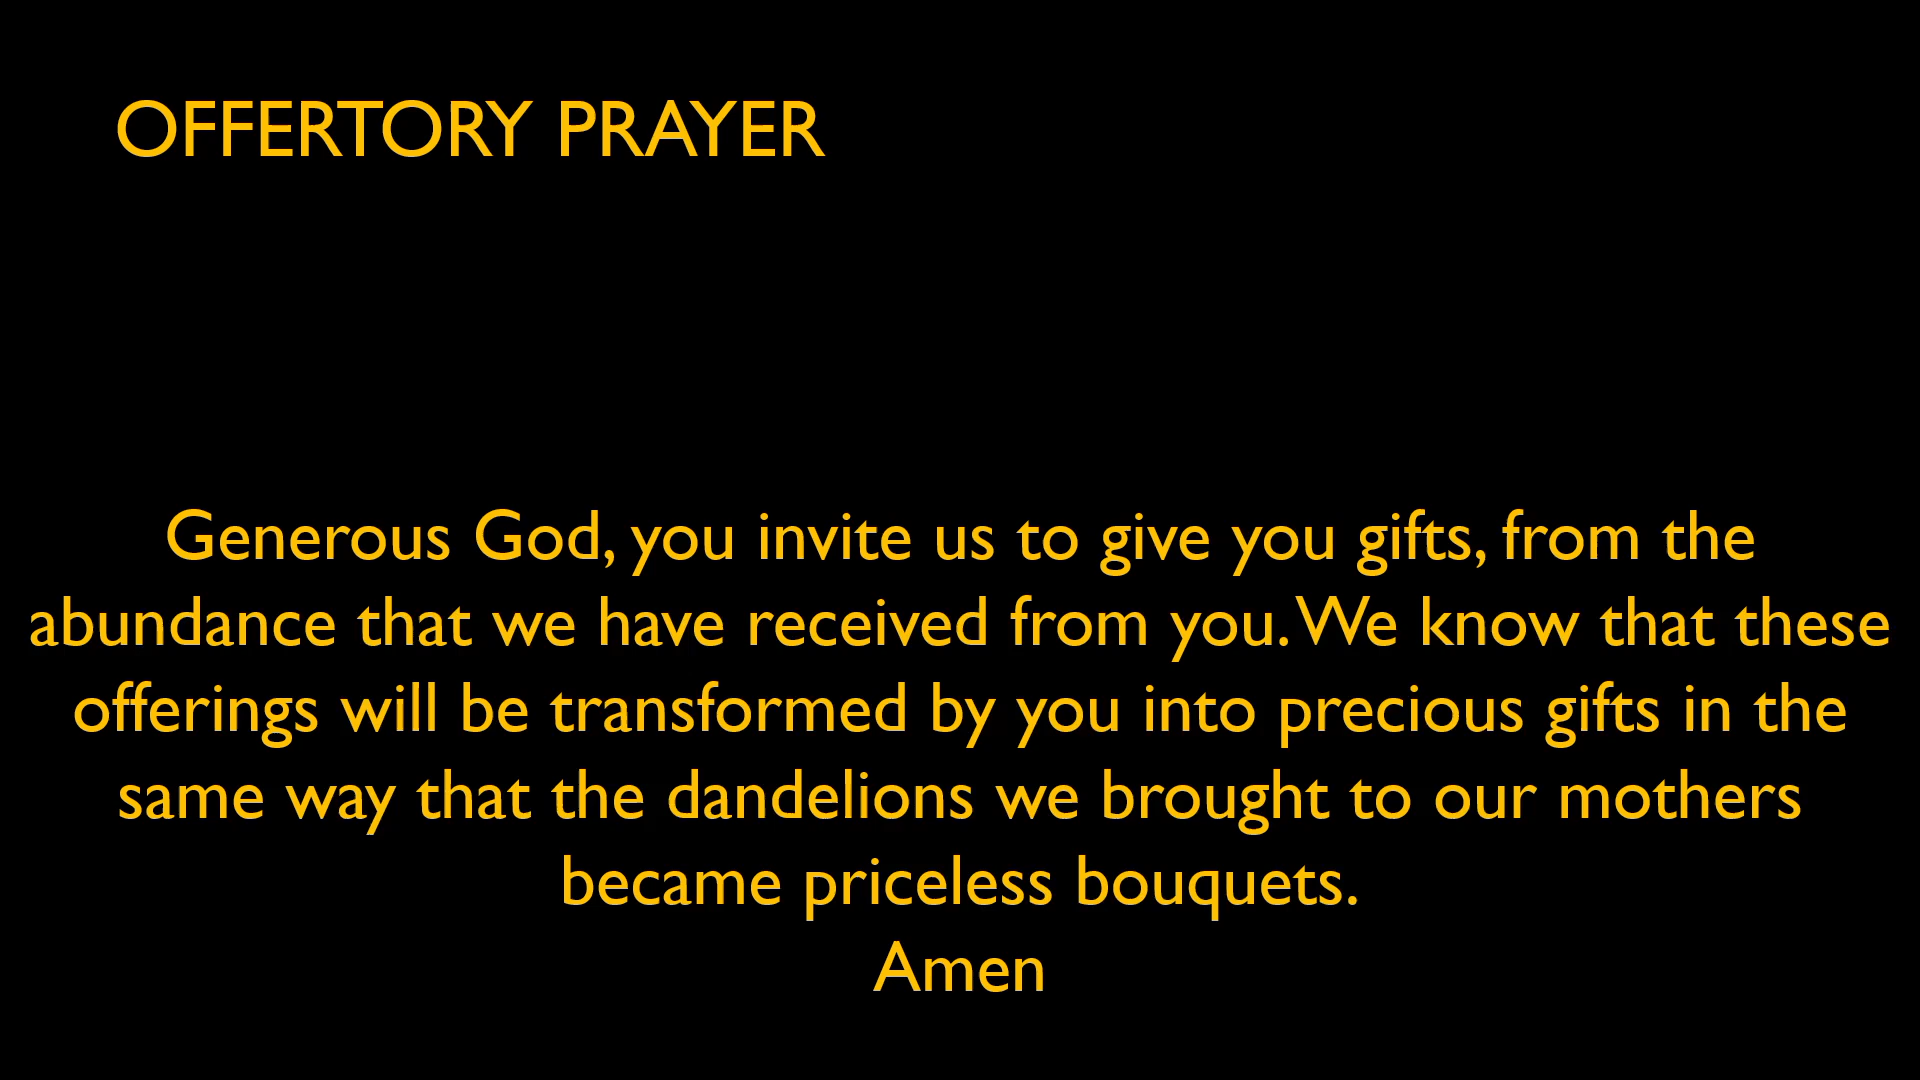 OFFERTORY PRAYER
Generous God, you invite us to give you gifts, from the
abundance that we have received from you. We know that these
offerings will be transformed by you into precious gifts in the
same way that the dandelions we brought to our mothers
became priceless bouquets.
Amen